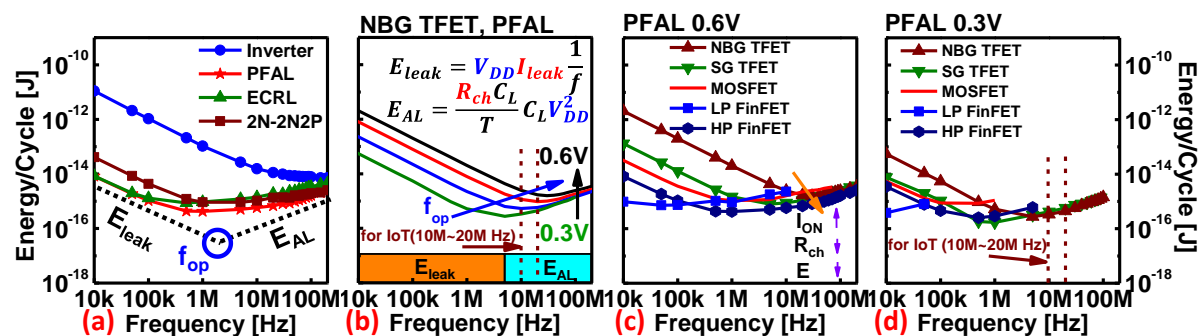 NBG TFET, PFAL
PFAL 0.6V
PFAL 0.3V
Energy/Cycle [J]
10^-10
10^-12
10^-14
10^-16
10^-18
Inverter
PFAL
ECRL
2N-2N2P
E_leak
f_op
E_AL
10k 100k 1M 10M 100M
(a) Frequency [Hz]
E_leak = V_DD I_leak 1/f
E_AL = R_ch C_L / T C_L V_DD^2
0.6V
f_op
0.3V
for IoT(10M~20M Hz)
E_leak
E_AL
10k 100k 1M 10M 100M
(b) Frequency [Hz]
NBG TFET
SG TFET
MOSFET
LP FinFET
HP FinFET
I_ON
R_ch
E
10k 100k 1M 10M 100M
(c) Frequency [Hz]
NBG TFET
SG TFET
MOSFET
LP FinFET
HP FinFET
for IoT (10M~20M Hz)
10k 100k 1M 10M 100M
(d) Frequency [Hz]
10^-10
10^-12
10^-14
10^-16
10^-18
Energy/Cycle [J]